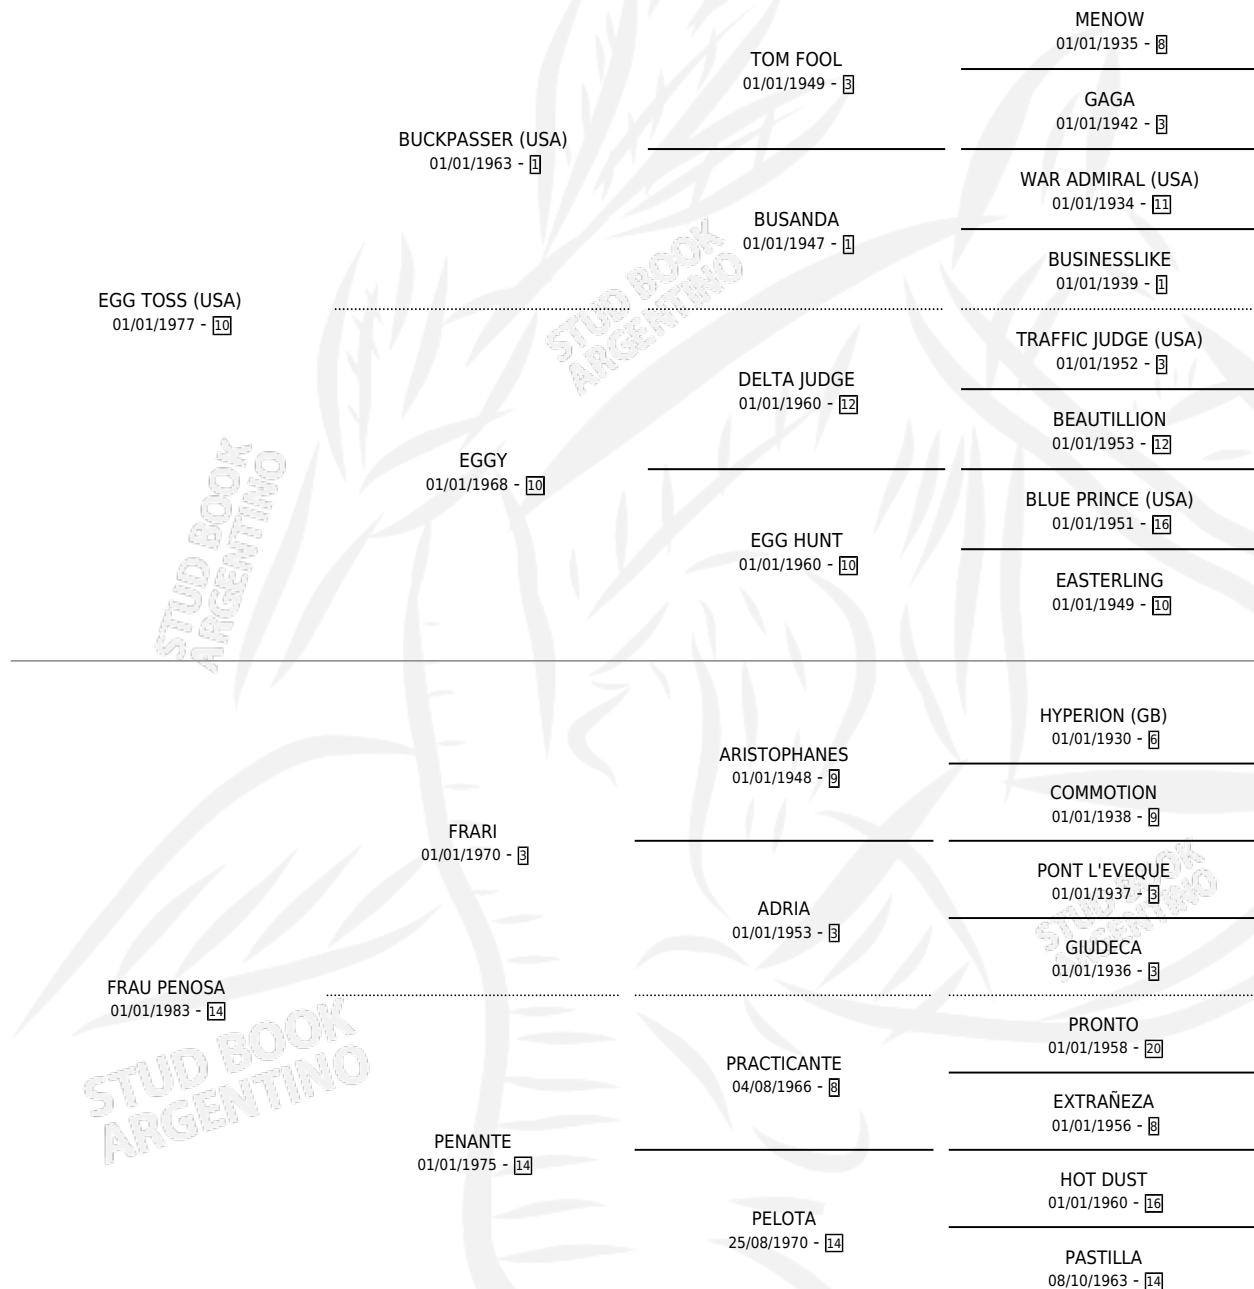 MENOW
01/01/1935 - 8
TOM FOOL
01/01/1949 - 3
GAGA
01/01/1942 - 3
BUCKPASSER (USA)
01/01/1963 - 1
WAR ADMIRAL (USA)
01/01/1934 - 11
BUSANDA
01/01/1947 - 1
BUSINESSLIKE
01/01/1939 - 1
EGG TOSS (USA)
01/01/1977 - 10
TRAFFIC JUDGE (USA)
01/01/1952 - 3
DELTA JUDGE
01/01/1960 - 12
BEAUTILLION
01/01/1953 - 12
EGGY
01/01/1968 - 10
BLUE PRINCE (USA)
01/01/1951 - 16
EGG HUNT
01/01/1960 - 10
EASTERLING
01/01/1949 - 10
HYPERION (GB)
01/01/1930 - 6
ARISTOPHANES
01/01/1948 - 9
COMMOTION
01/01/1938 - 9
FRARI
01/01/1970 - 3
PONT L'EVEQUE
01/01/1937 - 3
ADRIA
01/01/1953 - 3
GIUDECA
01/01/1936 - 3
FRAU PENOSA
01/01/1983 - 14
PRONTO
01/01/1958 - 20
PRACTICANTE
04/08/1966 - 8
EXTRAÑEZA
01/01/1956 - 8
PENANTE
01/01/1975 - 14
HOT DUST
01/01/1960 - 16
PELOTA
25/08/1970 - 14
PASTILLA
08/10/1963 - 14
STUD BOOK
ARGENTINO
STUD BOOK
ARGENTINO
STUD BOOK
ARGENTINO
STUD BOOK
ARGENTINO